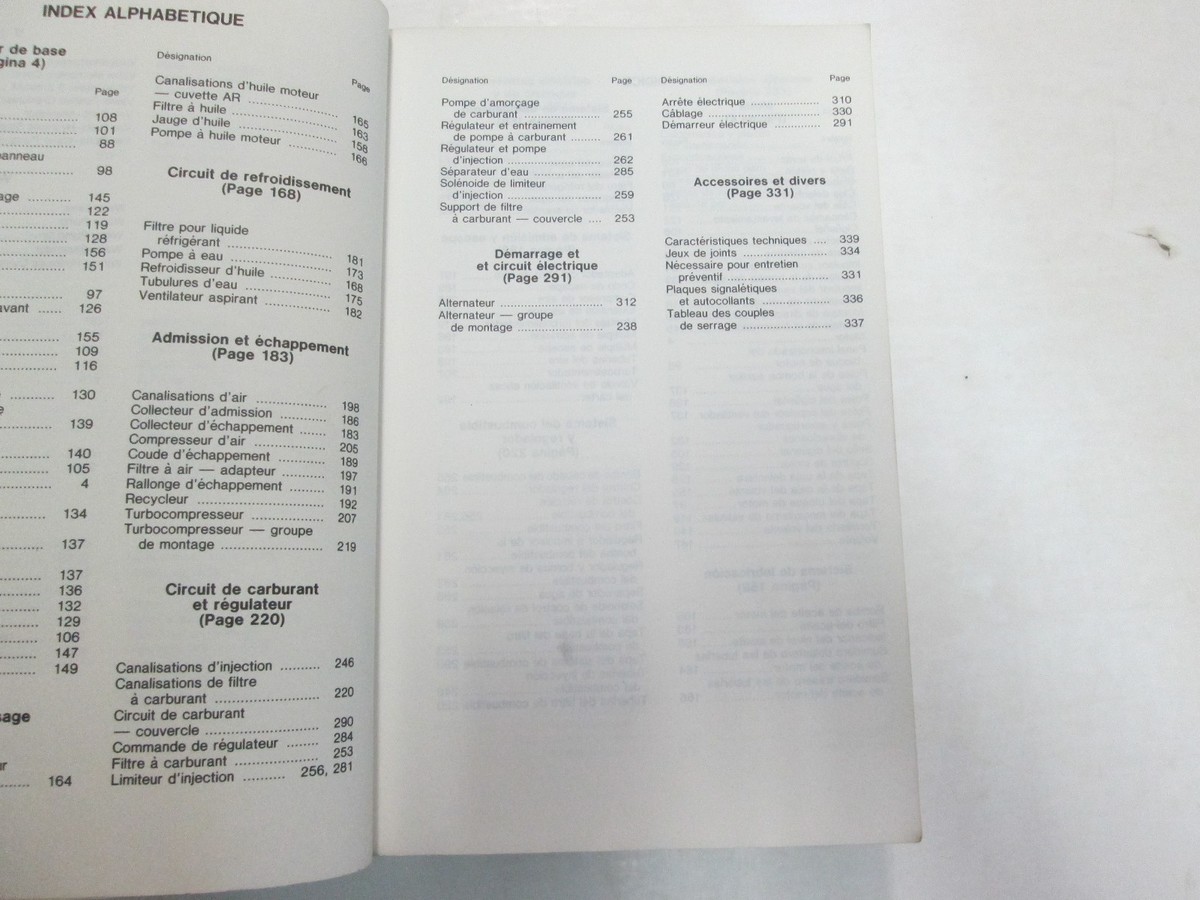 INDEX ALPHABETIQUE
r de base
gina 4)
Page
108
101
88
anneau
98
age .......... 145
122
119
128
156
151
97
uvant ...... 126
155
109
116
130
139
140
105
4
134
137
137
136
132
129
106
147
149
sage
ur
164
Désignation Page
Canalisations d'huile moteur
— cuvette AR .................... 165
Filtre à huile .................... 163
Jauge d'huile .................... 158
Pompe à huile moteur .............. 166
Circuit de refroidissement
(Page 168)
Filtre pour liquide
réfrigérant .................... 181
Pompe à eau .................... 173
Refroidisseur d'huile .............. 168
Tubulures d'eau .................... 175
Ventilateur aspirant .............. 182
Admission et échappement
(Page 183)
Canalisations d'air .............. 198
Collecteur d'admission .............. 186
Collecteur d'échappement ....... 183
Compresseur d'air .................... 205
Coude d'échappement .............. 189
Filtre à air — adapteur ........... 197
Rallonge d'échappement ......... 191
Recycleur .................... 192
Turbocompresseur .................... 207
Turbocompresseur — groupe
de montage .................... 219
Circuit de carburant
et régulateur
(Page 220)
Canalisations d'injection .......... 246
Canalisations de filtre
à carburant .................... 220
Circuit de carburant
— couvercle .................... 290
Commande de régulateur ........ 284
Filtre à carburant .................... 253
Limiteur d'injection .......... 256, 281
Désignation Page
Pompe d'amorçage
de carburant .................... 255
Régulateur et entrainement
de pompe à carburant ........ 261
Régulateur et pompe
d'injection .................... 262
Séparateur d'eau .................... 285
Solénoide de limiteur
d'injection .................... 259
Support de filtre
à carburant — couvercle .... 253
Démarrage et
et circuit électrique
(Page 291)
Alternateur .................... 312
Alternateur — groupe
de montage .................... 238
Désignation Page
Arrête électrique .................... 310
Câblage .................... 330
Démarreur électrique .............. 291
Accessoires et divers
(Page 331)
Caractéristiques techniques .... 339
Jeux de joints .................... 334
Nécessaire pour entretien
préventif .................... 331
Plaques signalétiques
et autocollants .................... 336
Tableau des couples
de serrage .................... 337